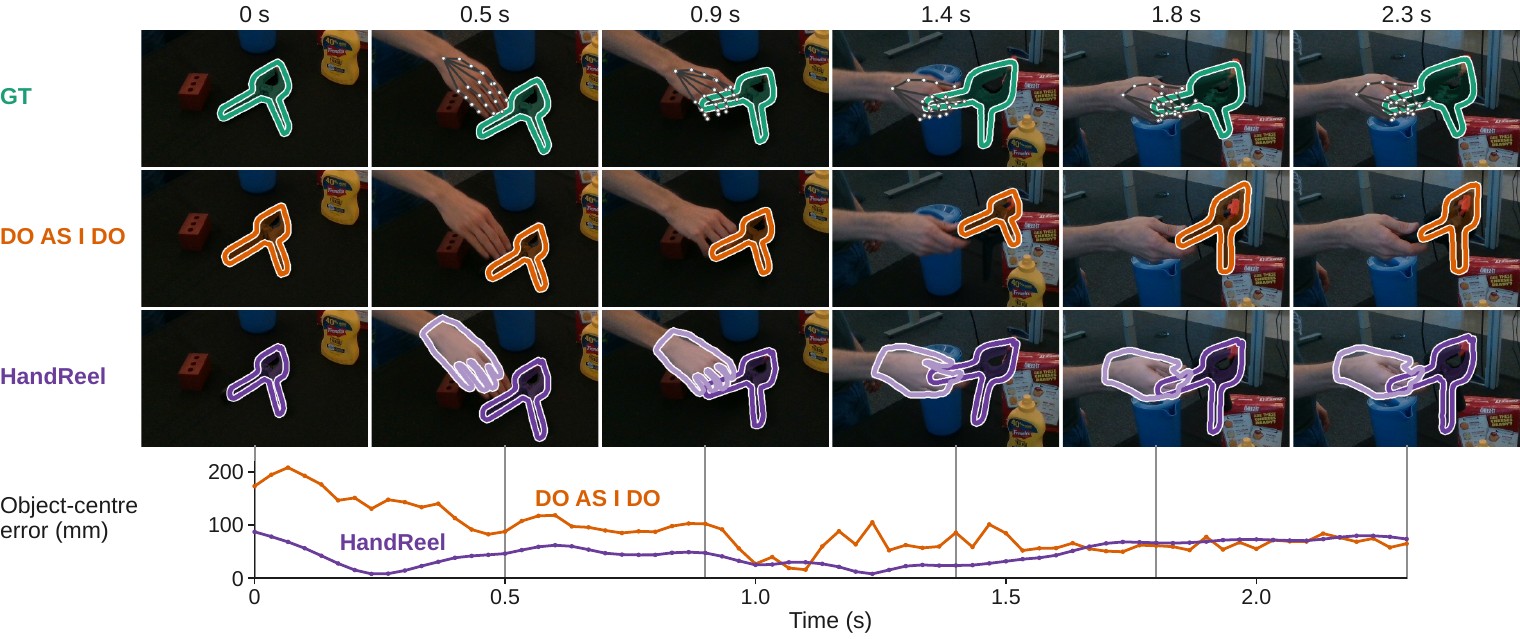 0 s 0.5 s 0.9 s 1.4 s 1.8 s 2.3 s
GT
DO AS I DO
HandReel
Object-centre
error (mm)
200
100
0
DO AS I DO
HandReel
0 0.5 1.0 1.5 2.0
Time (s)